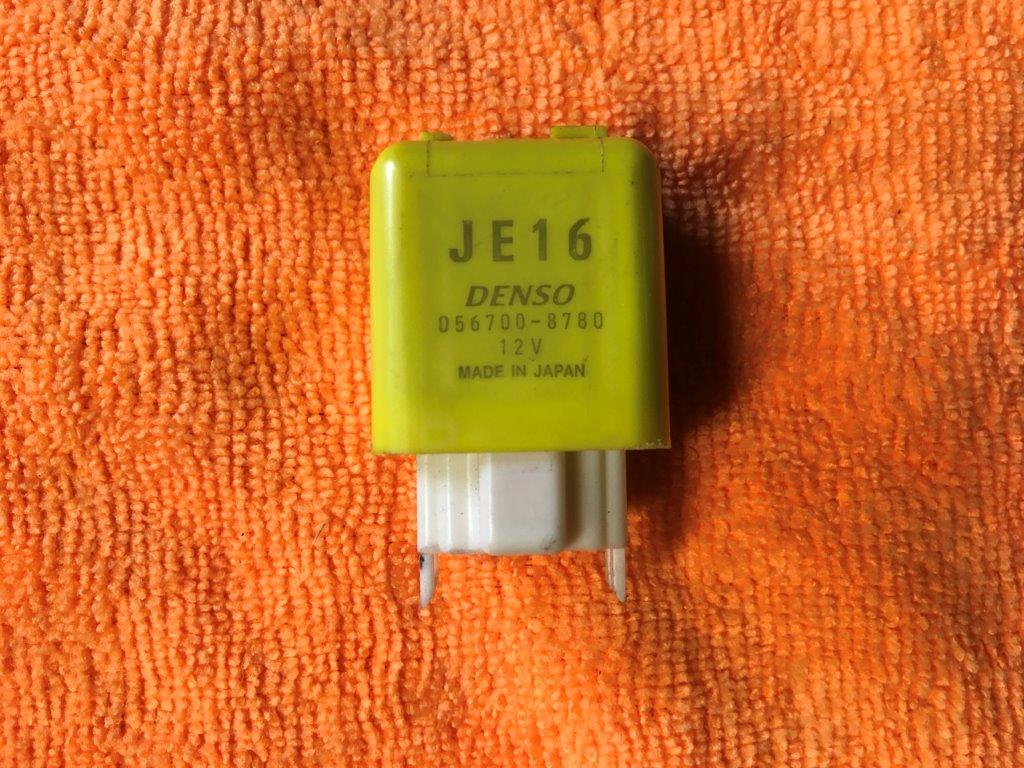 JE16
DENSO
056700-8780
12V
MADE IN JAPAN